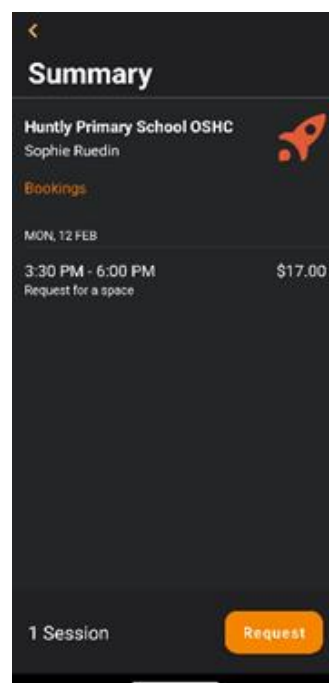 Summary
Huntly Primary School OSHC
Sophie Ruedin
Bookings
MON, 12 FEB
3:30 PM - 6:00 PM $17.00
Request for a space
1 Session Request